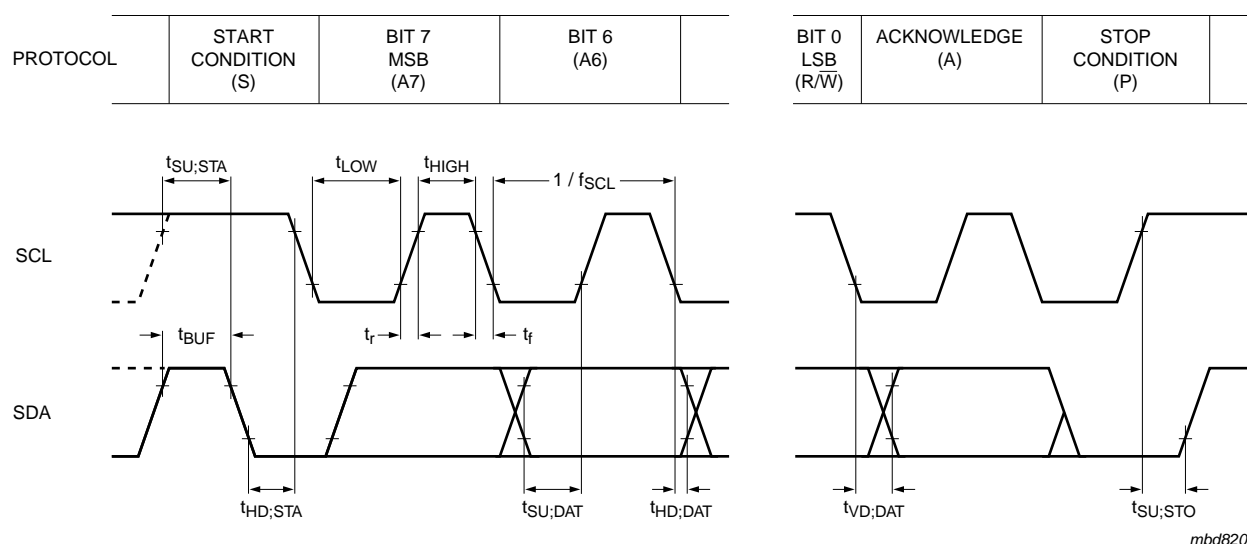 PROTOCOL
START
CONDITION
(S)
BIT 7
MSB
(A7)
BIT 6
(A6)
BIT 0
LSB
(R/W̅)
ACKNOWLEDGE
(A)
STOP
CONDITION
(P)
tSU;STA
tLOW
tHIGH
1 / fSCL
SCL
tBUF
tr
tf
SDA
tHD;STA
tSU;DAT
tHD;DAT
tVD;DAT
tSU;STO
mbd820